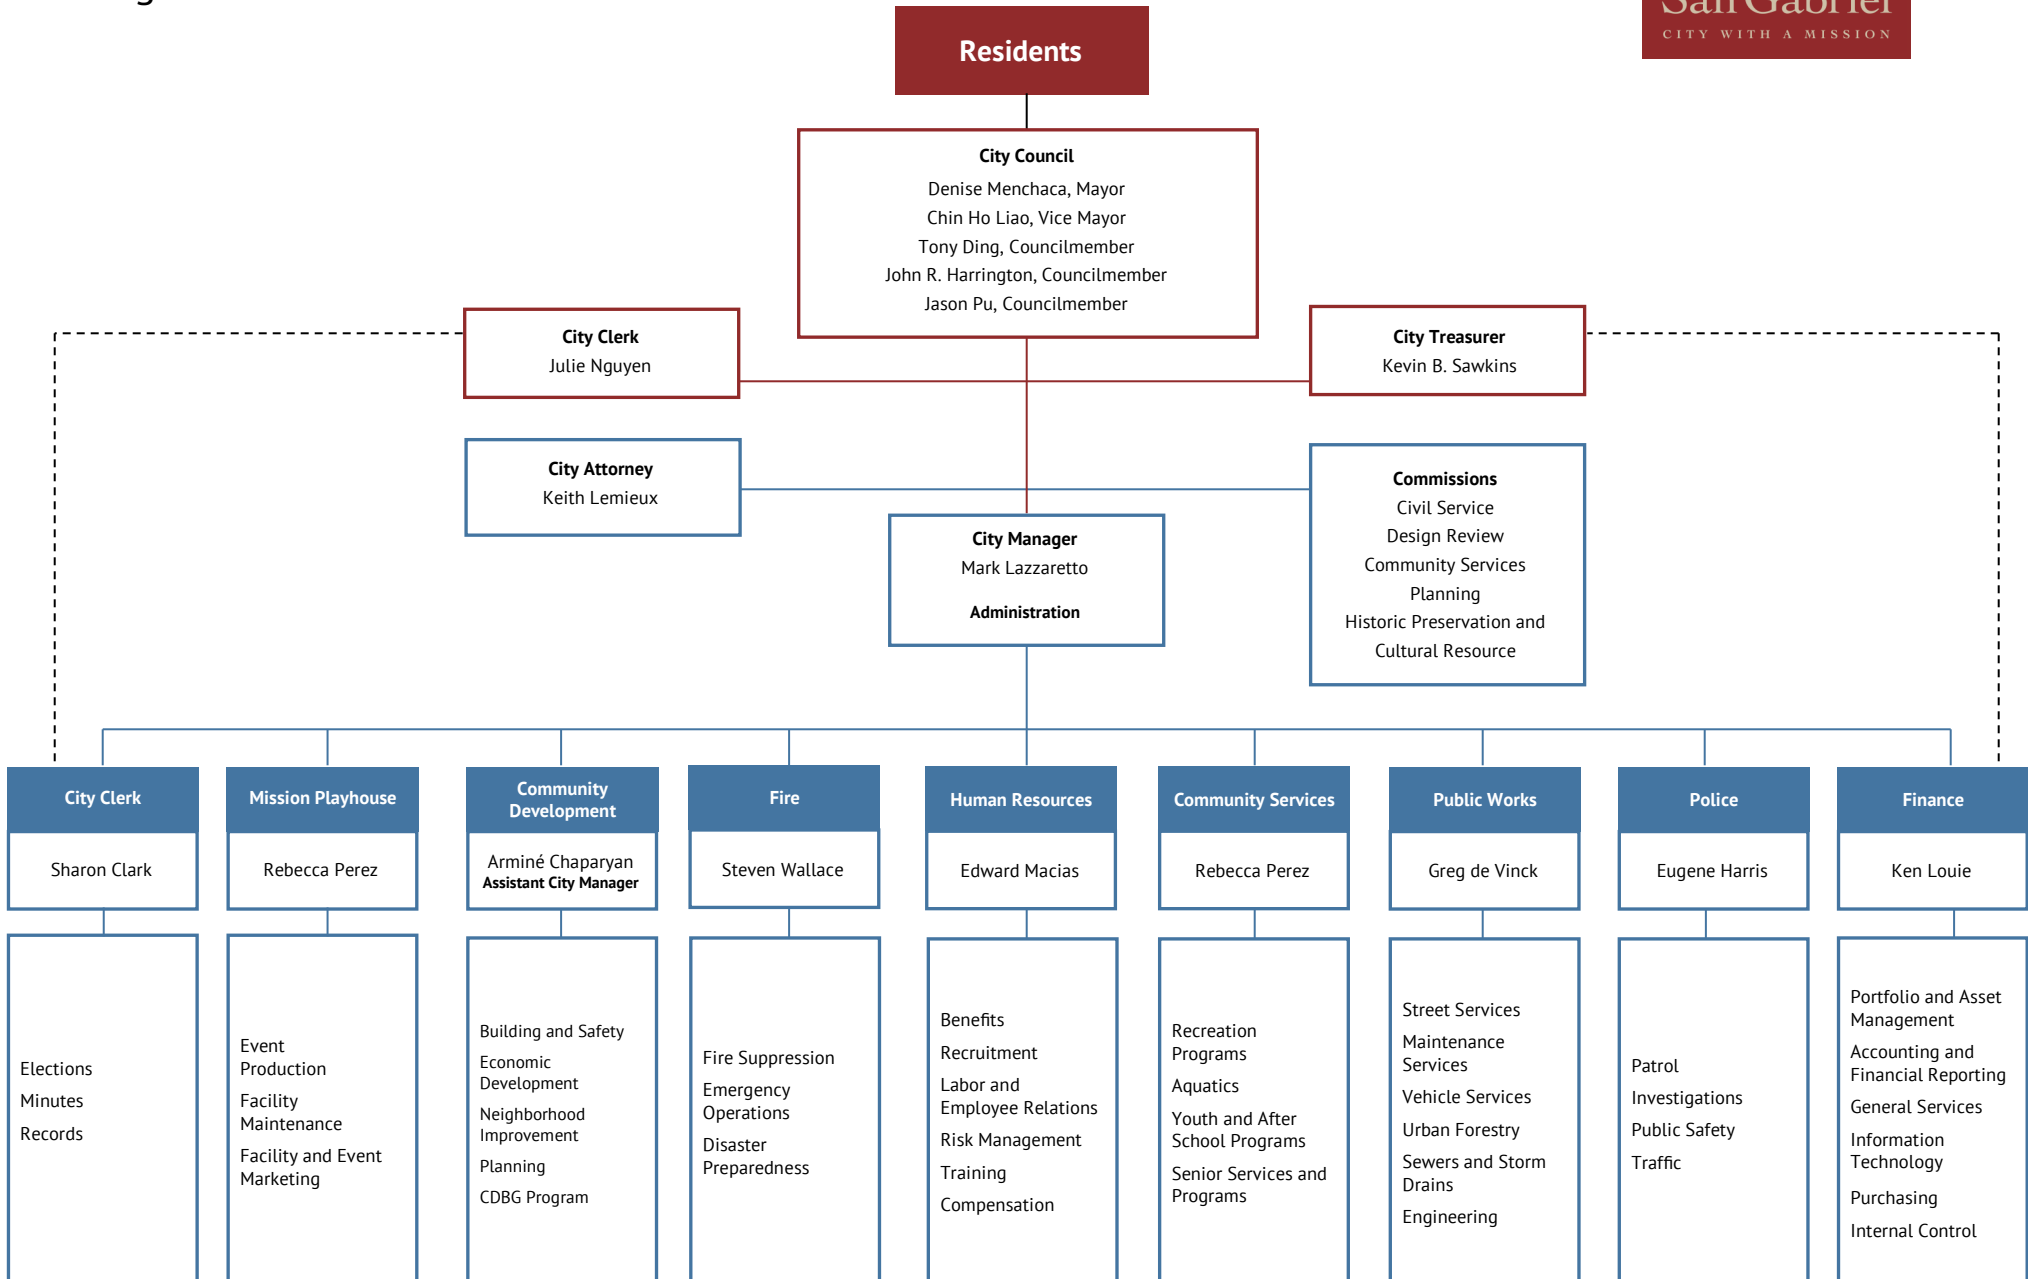 San Gabriel
CITY WITH A MISSION
Residents
City Council
Denise Menchaca, Mayor
Chin Ho Liao, Vice Mayor
Tony Ding, Councilmember
John R. Harrington, Councilmember
Jason Pu, Councilmember
City Clerk
Julie Nguyen
City Treasurer
Kevin B. Sawkins
City Attorney
Keith Lemieux
Commissions
Civil Service
Design Review
Community Services
Planning
Historic Preservation and
Cultural Resource
City Manager
Mark Lazzaretto
Administration
City Clerk
Sharon Clark
Elections
Minutes
Records
Mission Playhouse
Rebecca Perez
Event
Production
Facility
Maintenance
Facility and Event
Marketing
Community
Development
Arminé Chaparyan
Assistant City Manager
Building and Safety
Economic
Development
Neighborhood
Improvement
Planning
CDBG Program
Fire
Steven Wallace
Fire Suppression
Emergency
Operations
Disaster
Preparedness
Human Resources
Edward Macias
Benefits
Recruitment
Labor and
Employee Relations
Risk Management
Training
Compensation
Community Services
Rebecca Perez
Recreation
Programs
Aquatics
Youth and After
School Programs
Senior Services and
Programs
Public Works
Greg de Vinck
Street Services
Maintenance
Services
Vehicle Services
Urban Forestry
Sewers and Storm
Drains
Engineering
Police
Eugene Harris
Patrol
Investigations
Public Safety
Traffic
Finance
Ken Louie
Portfolio and Asset
Management
Accounting and
Financial Reporting
General Services
Information
Technology
Purchasing
Internal Control